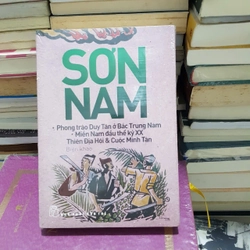 SƠN
NAM
- Phong trào Duy Tân ở Bắc Trung Nam
- Miền Nam đầu thế kỷ XX
Thiên Địa Hội & Cuộc Minh Tân